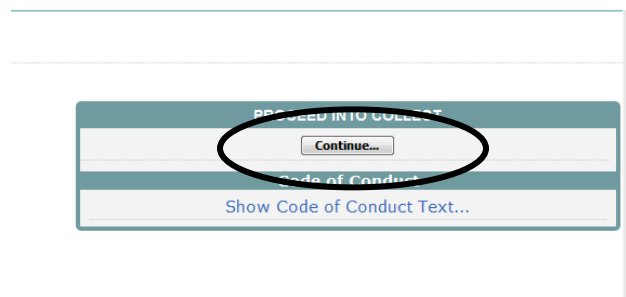 PROCEED INTO COLLECT
Continue...
Code of Conduct
Show Code of Conduct Text...